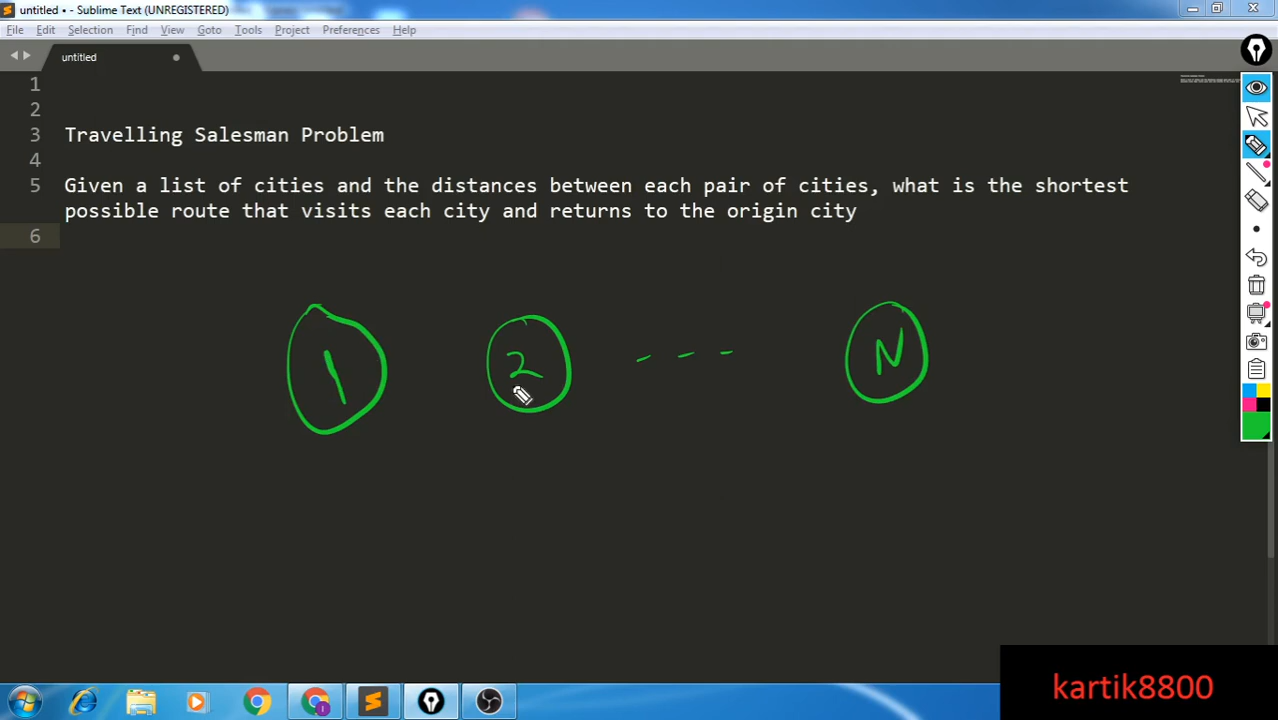 untitled • - Sublime Text (UNREGISTERED)
File Edit Selection Find View Goto Tools Project Preferences Help
untitled
1
2
3 Travelling Salesman Problem
4
5 Given a list of cities and the distances between each pair of cities, what is the shortest
possible route that visits each city and returns to the origin city
6
1 2 - - - N
kartik8800